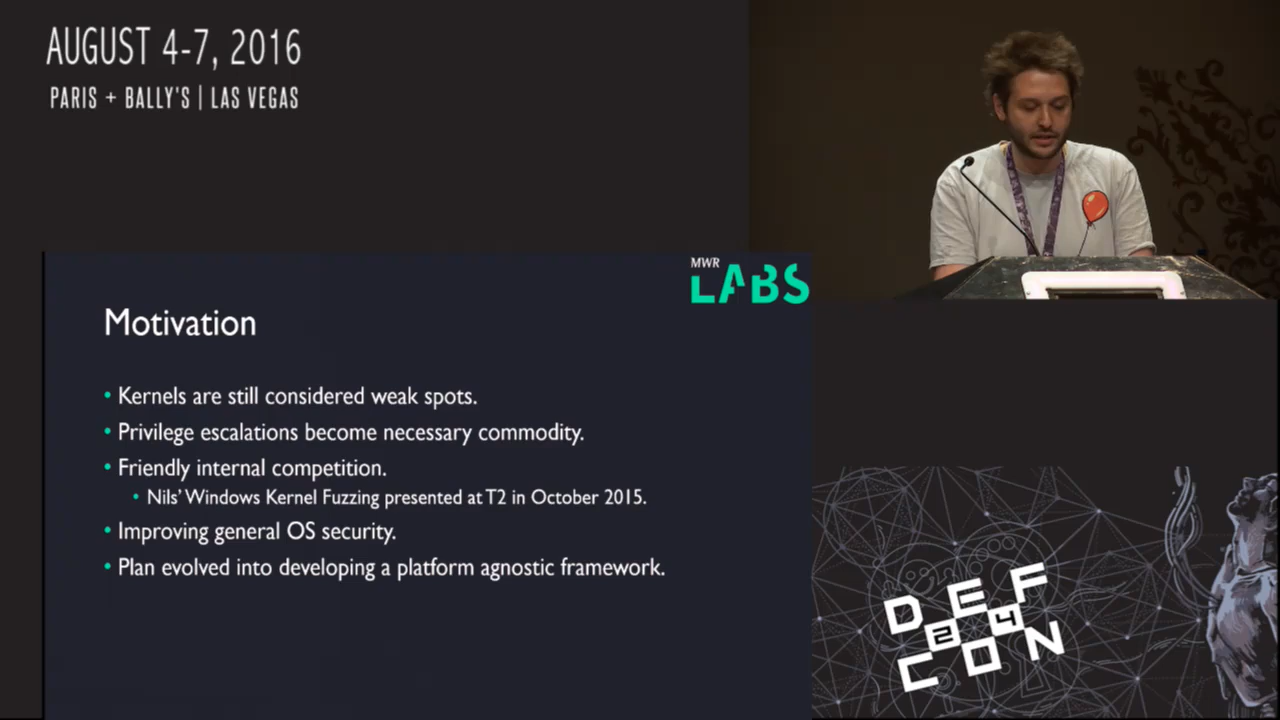 AUGUST 4-7, 2016
PARIS + BALLY'S | LAS VEGAS
MWR
LABS
Motivation
• Kernels are still considered weak spots.
• Privilege escalations become necessary commodity.
• Friendly internal competition.
• Nils' Windows Kernel Fuzzing presented at T2 in October 2015.
• Improving general OS security.
• Plan evolved into developing a platform agnostic framework.
DEF
24
CON